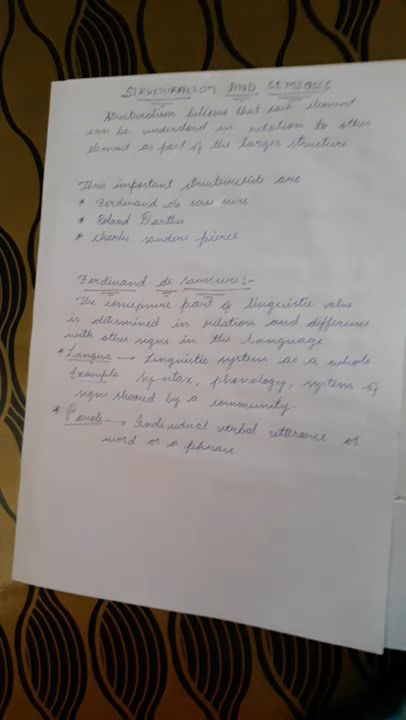 STRUCTURALISM AND SEMIOTICS
Structuralism believes that each element
can be understood in relation to other
element as part of the larger structure
Three important structuralists are
* Ferdinand de saussure
* Roland Barthes
* Charles sanders pierce
Ferdinand de saussure:-
The conceptual part of linguistic value
is determined in relation and difference
with other signs in the language
* Langue → Linguistic system as a whole.
Example: Syntax, phonology, system of
signs shared by a community.
* Parole → Individual verbal utterance or
word or a phrase